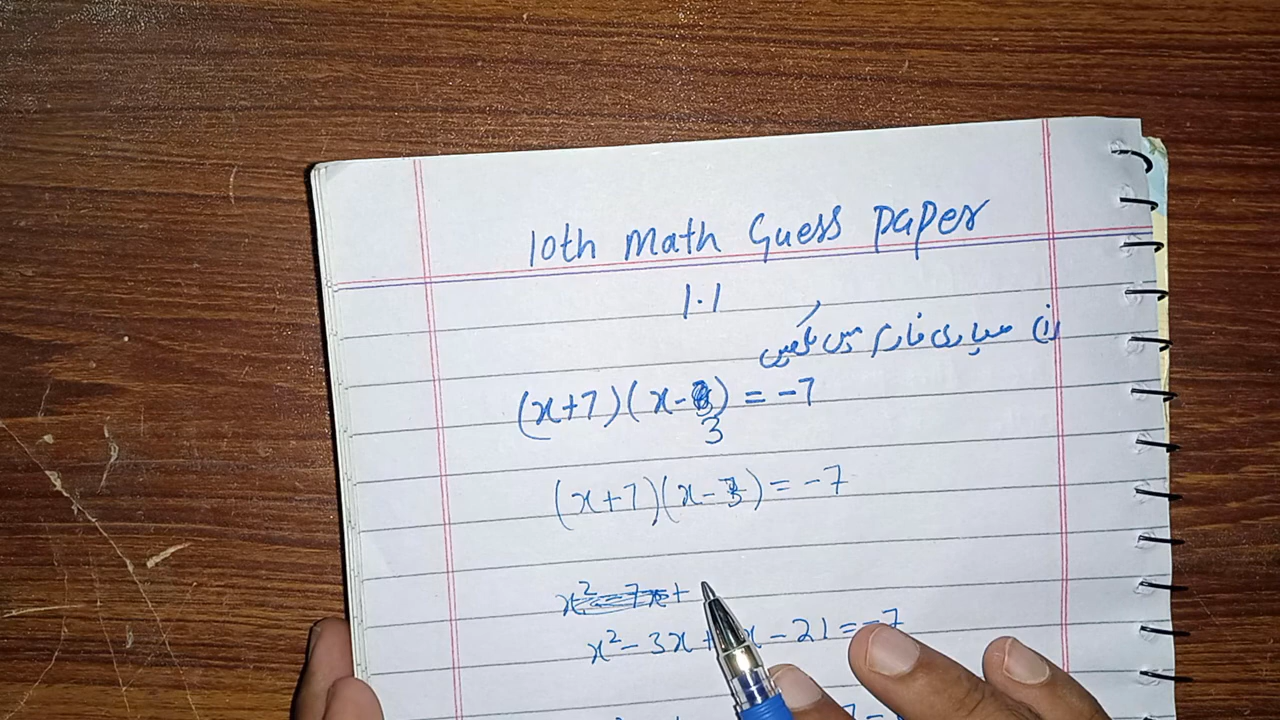 10th Math Guess Paper
1.1
(i) معیاری فارم میں لکھیں
(x+7)(x-3) = -7
(x+7)(x-3) = -7
x² - 7x +
x² - 3x + x - 21 = -7